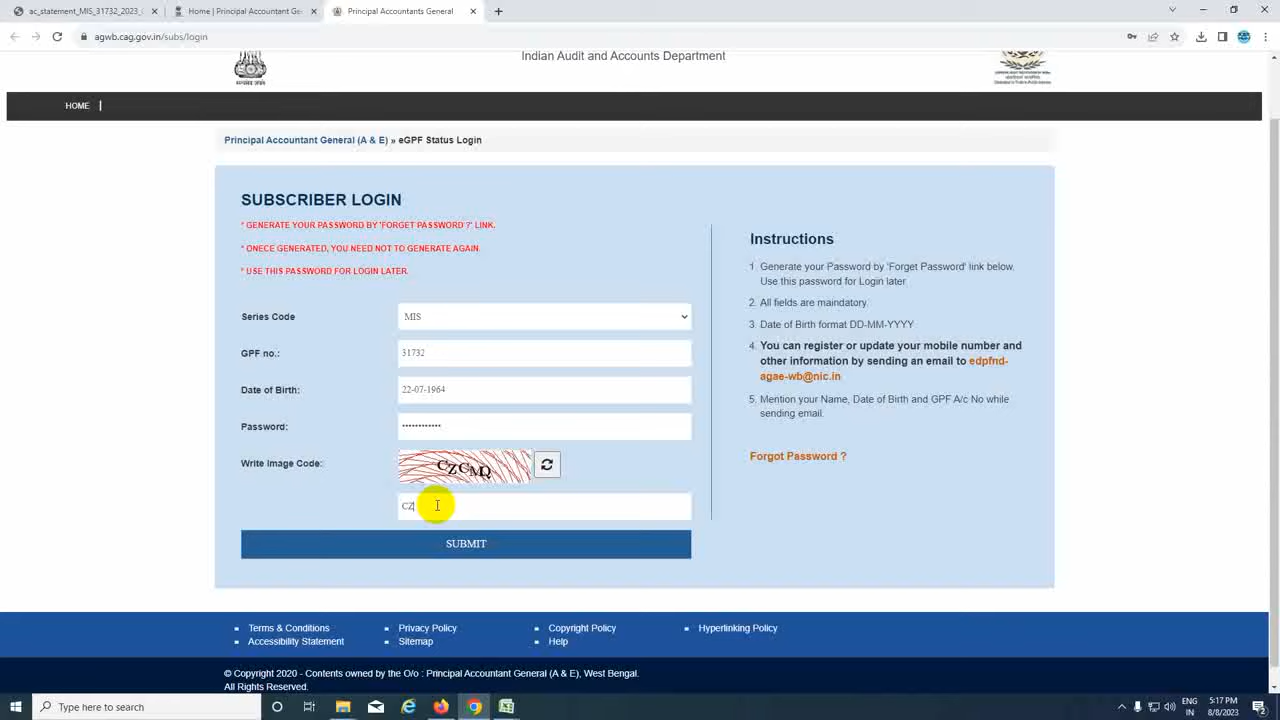 ac_statement_MIS_31732_2023_0
Home | Principal Accountant Ge
Principal Accountants General
agwb.cag.gov.in/subs/login
Indian Audit and Accounts Department
HOME
Principal Accountant General (A & E) » eGPF Status Login
SUBSCRIBER LOGIN
* GENERATE YOUR PASSWORD BY 'FORGET PASSWORD ?' LINK.
* ONECE GENERATED, YOU NEED NOT TO GENERATE AGAIN.
* USE THIS PASSWORD FOR LOGIN LATER.
Series Code
MIS
GPF no.:
31732
Date of Birth:
22-07-1964
Password:
Write Image Code:
CZCMQ
CZ
SUBMIT
Instructions
1. Generate your Password by 'Forget Password' link below.
Use this password for Login later
2. All fields are maindatory.
3. Date of Birth format DD-MM-YYYY
4. You can register or update your mobile number and
other information by sending an email to edpfnd-
agae-wb@nic.in
5. Mention your Name, Date of Birth and GPF A/c No while
sending email.
Forgot Password ?
Terms & Conditions
Privacy Policy
Copyright Policy
Hyperlinking Policy
Accessibility Statement
Sitemap
Help
© Copyright 2020 - Contents owned by the O/o : Principal Accountant General (A & E), West Bengal.
All Rights Reserved.
Type here to search
ENG
IN
5:17 PM
8/8/2023
2